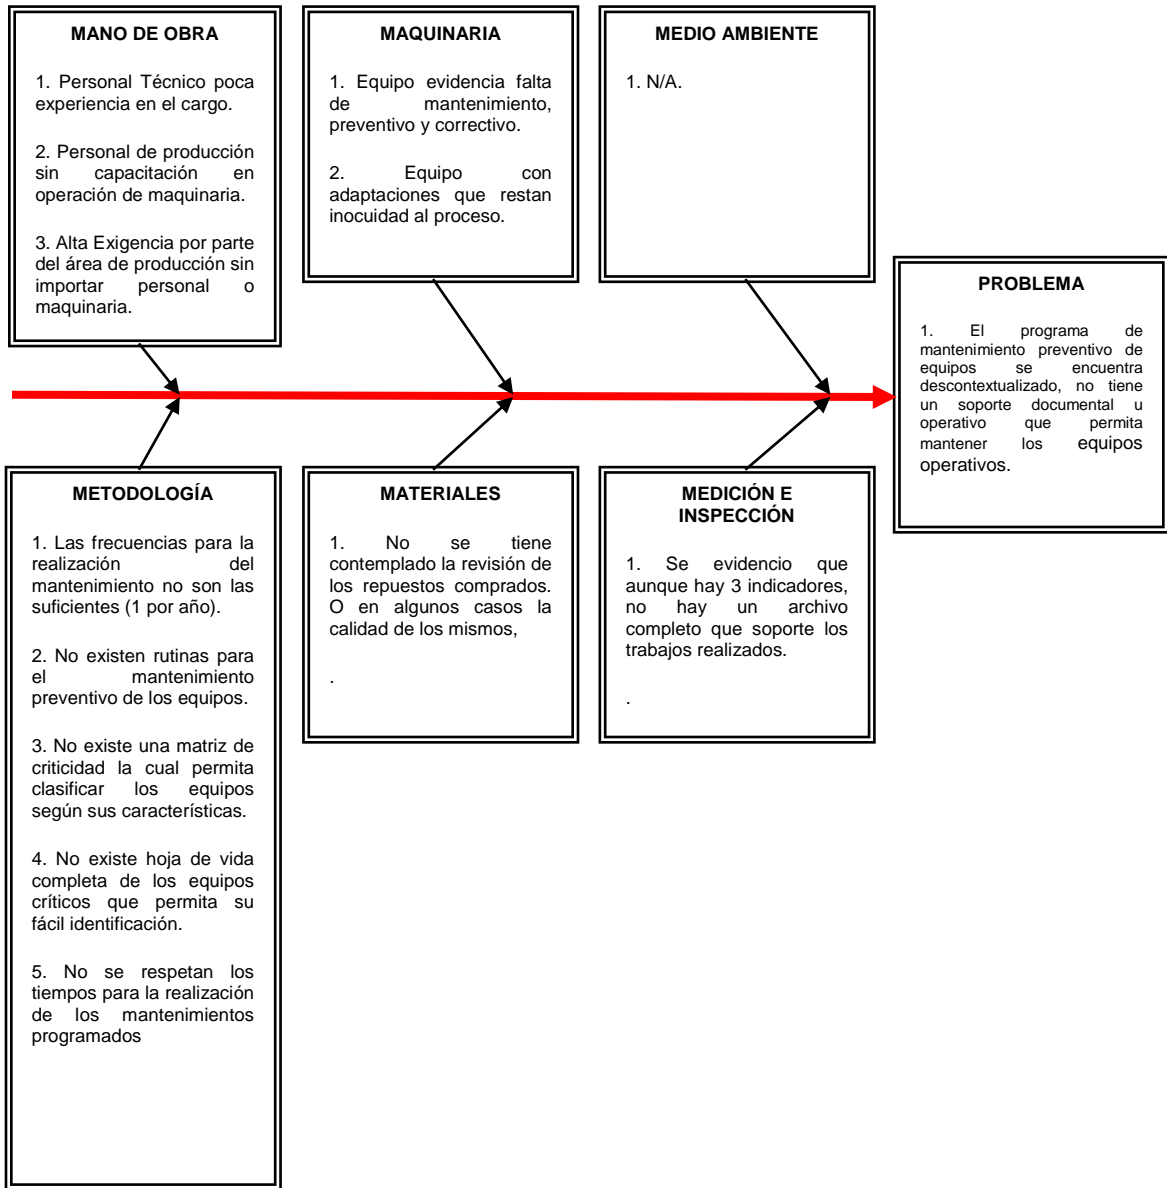 MANO DE OBRA
1. Personal Técnico poca
experiencia en el cargo.
2. Personal de producción
sin capacitación en
operación de maquinaria.
3. Alta Exigencia por parte
del área de producción sin
importar personal o
maquinaria.
MAQUINARIA
1. Equipo evidencia falta
de mantenimiento,
preventivo y correctivo.
2. Equipo con
adaptaciones que restan
inocuidad al proceso.
MEDIO AMBIENTE
1. N/A.
PROBLEMA
1. El programa de
mantenimiento preventivo de
equipos se encuentra
descontextualizado, no tiene
un soporte documental u
operativo que permita
mantener los equipos
operativos.
METODOLOGÍA
1. Las frecuencias para la
realización del
mantenimiento no son las
suficientes (1 por año).
2. No existen rutinas para
el mantenimiento
preventivo de los equipos.
3. No existe una matriz de
criticidad la cual permita
clasificar los equipos
según sus características.
4. No existe hoja de vida
completa de los equipos
críticos que permita su
fácil identificación.
5. No se respetan los
tiempos para la realización
de los mantenimientos
programados
MATERIALES
1. No se tiene
contemplado la revisión de
los repuestos comprados.
O en algunos casos la
calidad de los mismos,
.
MEDICIÓN E
INSPECCIÓN
1. Se evidencio que
aunque hay 3 indicadores,
no hay un archivo
completo que soporte los
trabajos realizados.
.